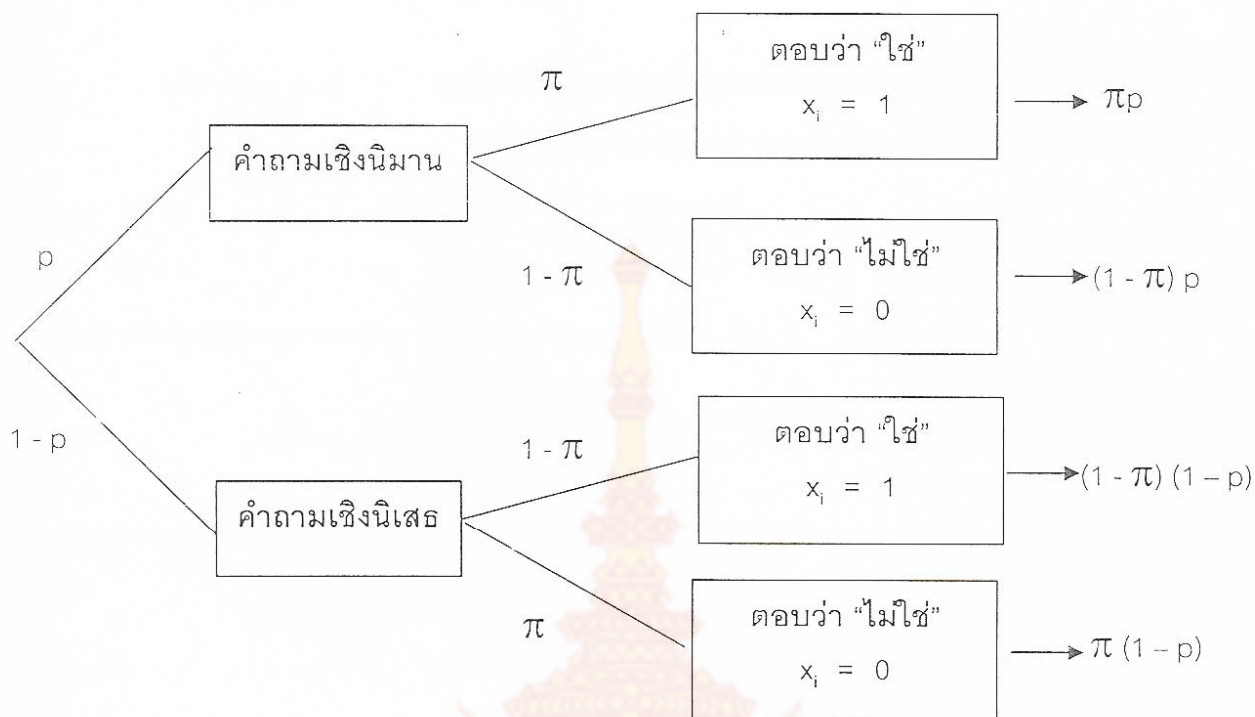 ตอบว่า “ใช่”
π
x_i = 1
πp
คำถามเชิงนิมาน
p
1 - π
ตอบว่า “ไม่ใช่”
x_i = 0
(1 - π) p
1 - p
1 - π
ตอบว่า “ใช่”
x_i = 1
(1 - π) (1 – p)
คำถามเชิงนิเสธ
π
ตอบว่า “ไม่ใช่”
x_i = 0
π (1 – p)